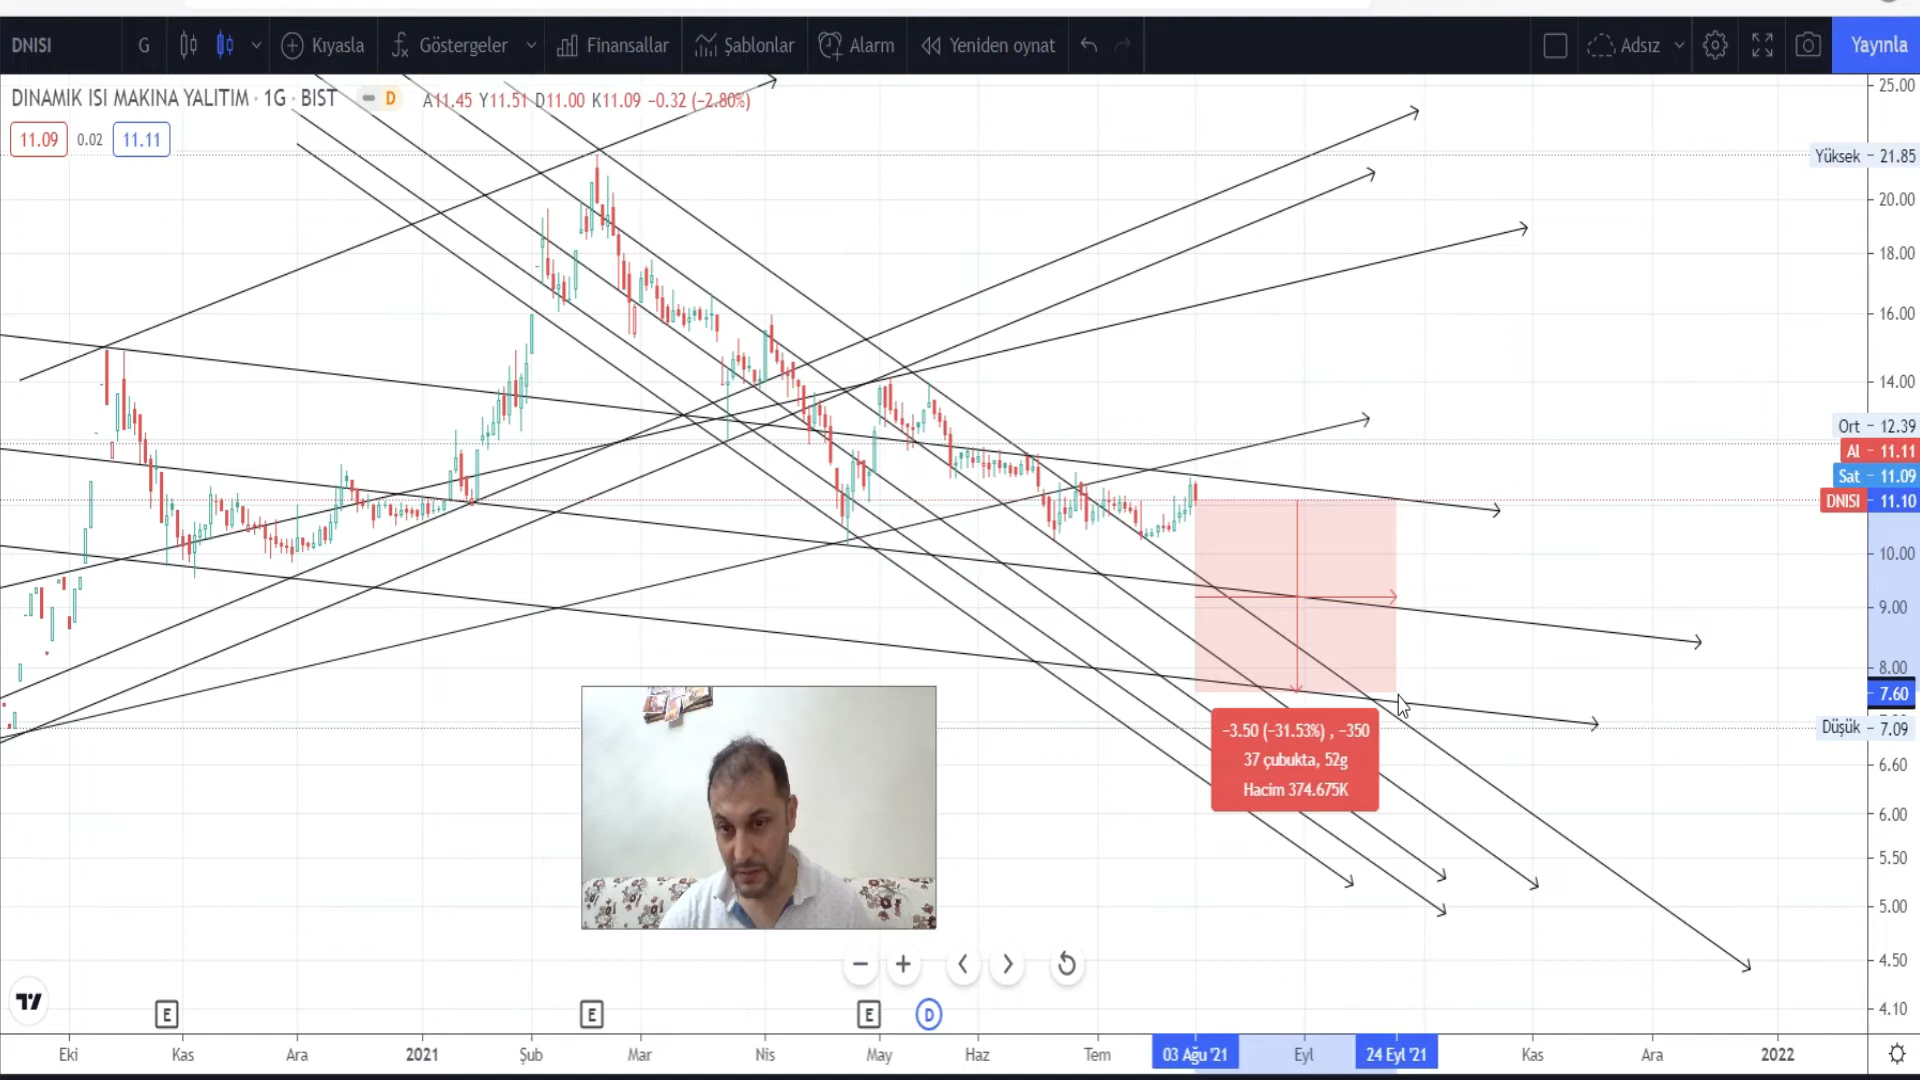 DNISI G Kıyasla Göstergeler Finansallar Şablonlar Alarm Yeniden oynat Adsız Yayınla
DINAMIK ISI MAKINA YALITIM · 1G · BIST D A11.45 Y11.51 D11.00 K11.09 −0.32 (−2.80%)
11.09 0.02 11.11
25.00
Yüksek 21.85
20.00
18.00
16.00
14.00
Ort 12.39
Al 11.11
Sat 11.09
DNISI 11.10
10.00
9.00
8.00
7.60
Düşük 7.09
6.60
6.00
5.50
5.00
4.50
4.10
−3.50 (−31.53%) , −350
37 çubukta, 52g
Hacim 374.675K
E E E D
Eki Kas Ara 2021 Şub Mar Nis May Haz Tem 03 Ağu '21 Eyl 24 Eyl '21 Kas Ara 2022